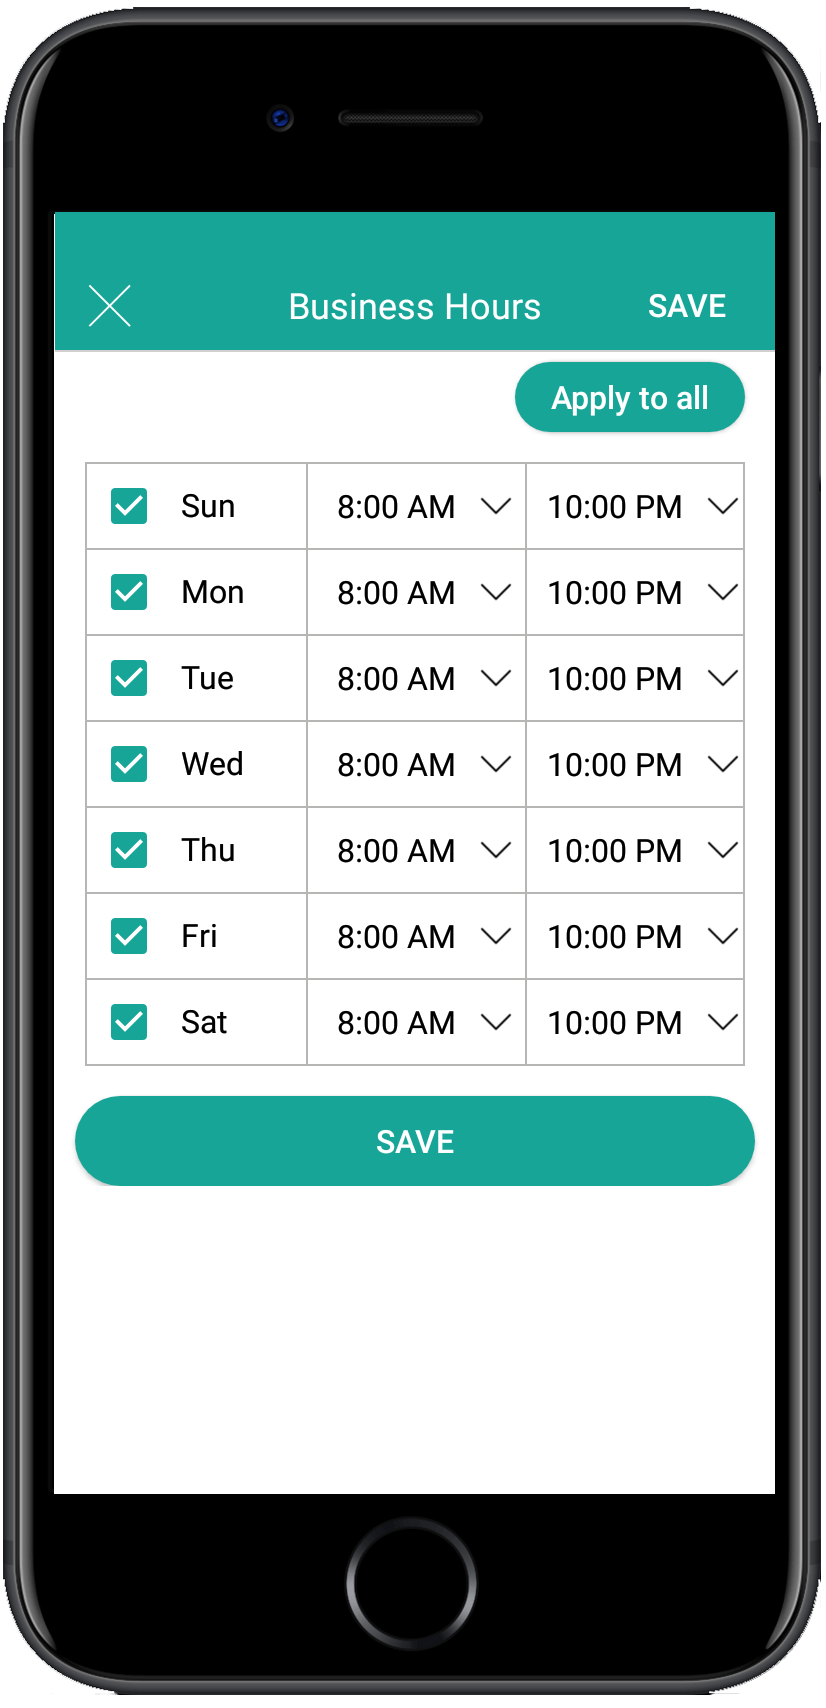 Business Hours SAVE
Apply to all
Sun 8:00 AM 10:00 PM
Mon 8:00 AM 10:00 PM
Tue 8:00 AM 10:00 PM
Wed 8:00 AM 10:00 PM
Thu 8:00 AM 10:00 PM
Fri 8:00 AM 10:00 PM
Sat 8:00 AM 10:00 PM
SAVE